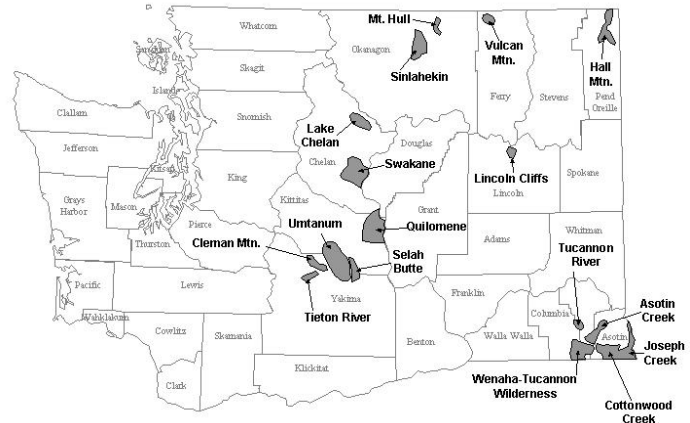 Mt. Hull
Whatcom
Okanagon
Vulcan
Mtn.
San Juan
Skagit
Sinlahekin
Hall
Mtn.
Island
Ferry
Stevens
Pend
Oreille
Clallam
Snomish
Lake
Chelan
Jefferson
Douglas
Chelan
Swakane
Lincoln Cliffs
Lincoln
Spokane
King
Kitsap
Grays
Harbor
Mason
Kittitas
Grant
Umtanum
Pierce
Quilomene
Whitman
Cleman Mtn.
Thurston
Adams
Tucannon
River
Selah
Butte
Pacific
Lewis
Franklin
Yakima
Asotin
Creek
Tieton River
Columbia
Wahkiakum
Cowlitz
Skamania
Benton
Walla Walla
Asotin
Joseph
Creek
Klickitat
Clark
Wenaha-Tucannon
Wilderness
Cottonwood
Creek